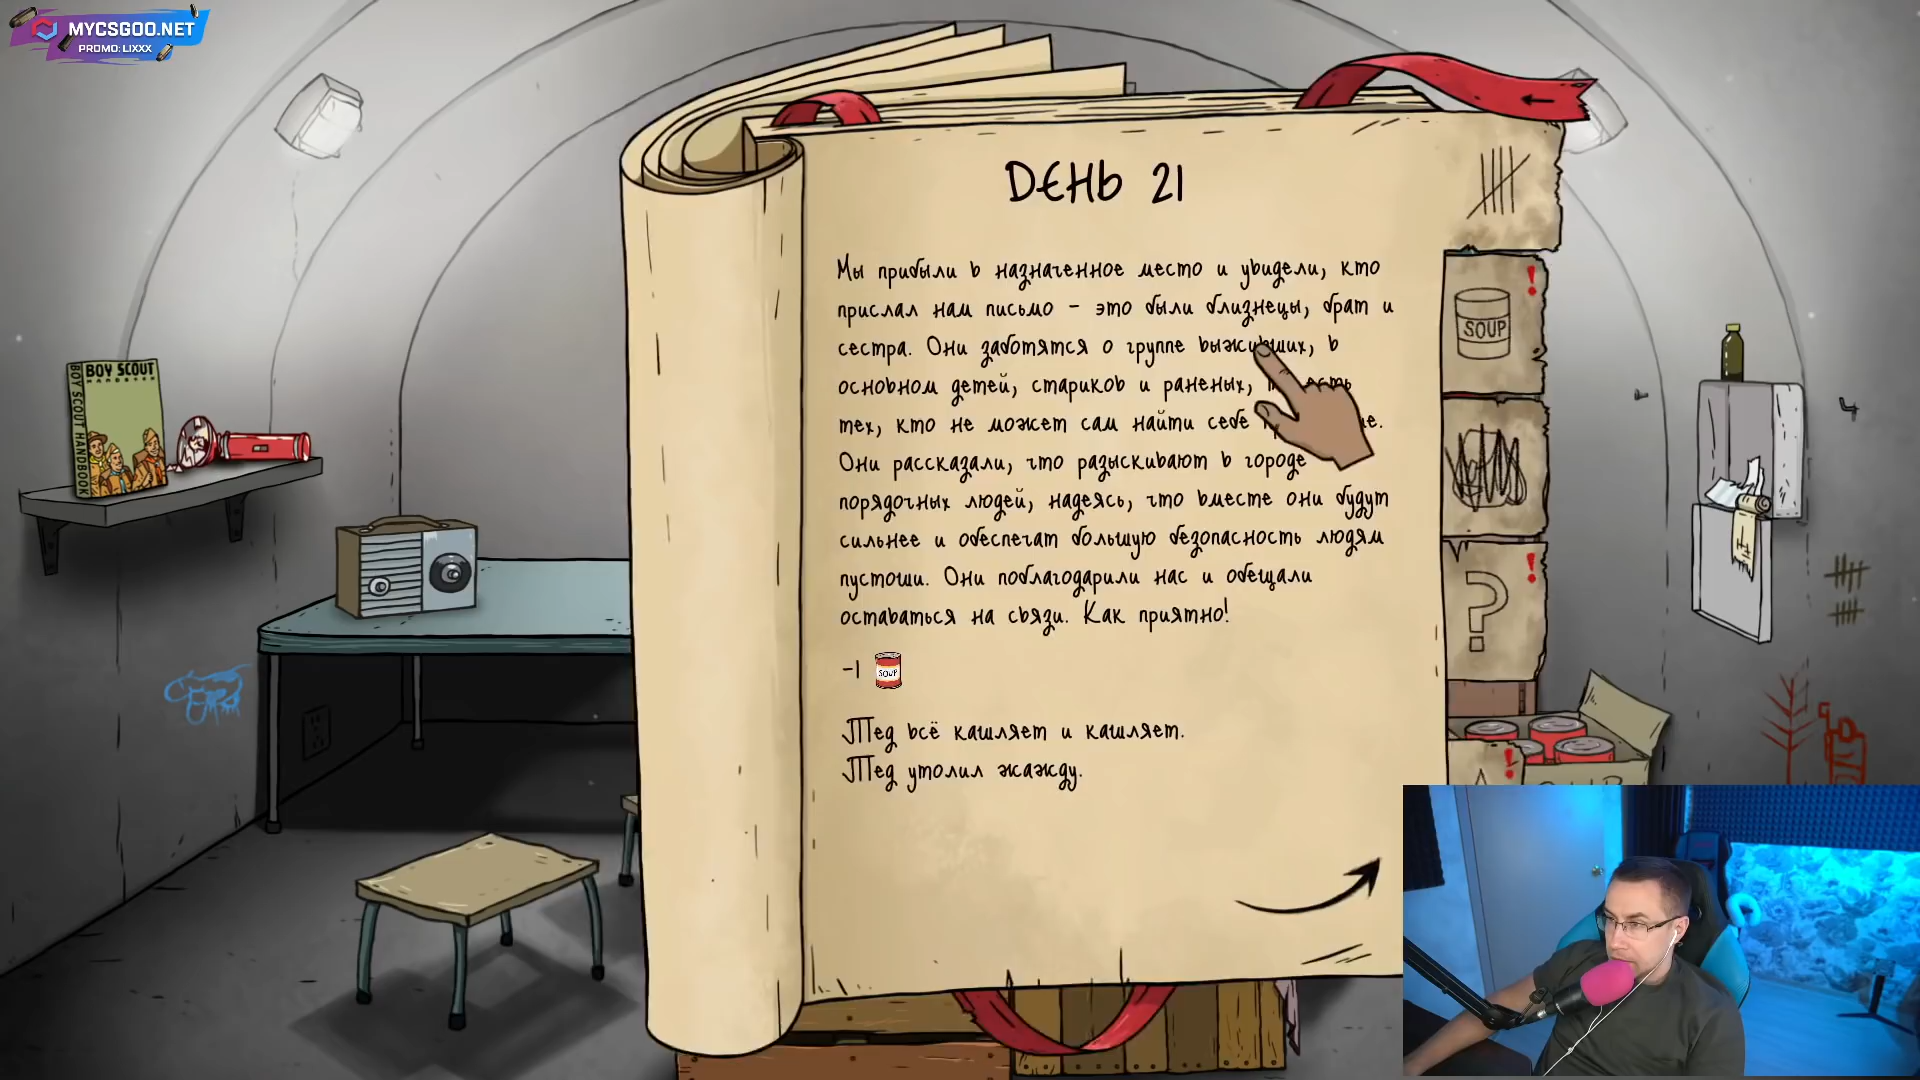 MYCSGOO.NET
PROMO: LIXXX
BOY SCOUT
HANDBOOK
BOY SCOUT HANDBOOK
ДЕНЬ 21
Мы прибыли в назначенное место и увидели, кто
прислал нам письмо - это были близнецы, брат и
сестра. Они заботятся о группе выживших, в
основном детей, стариков и раненых,
тех, кто не может сам найти себе
Они рассказали, что разыскивают в городе
порядочных людей, надеясь, что вместе они будут
сильнее и обеспечат большую безопасность людям
пустоши. Они поблагодарили нас и обещали
оставаться на связи. Как приятно!
-1 SOUP
Тед всё кашляет и кашляет.
Тед утолил жажду.
!
SOUP
!
?
!